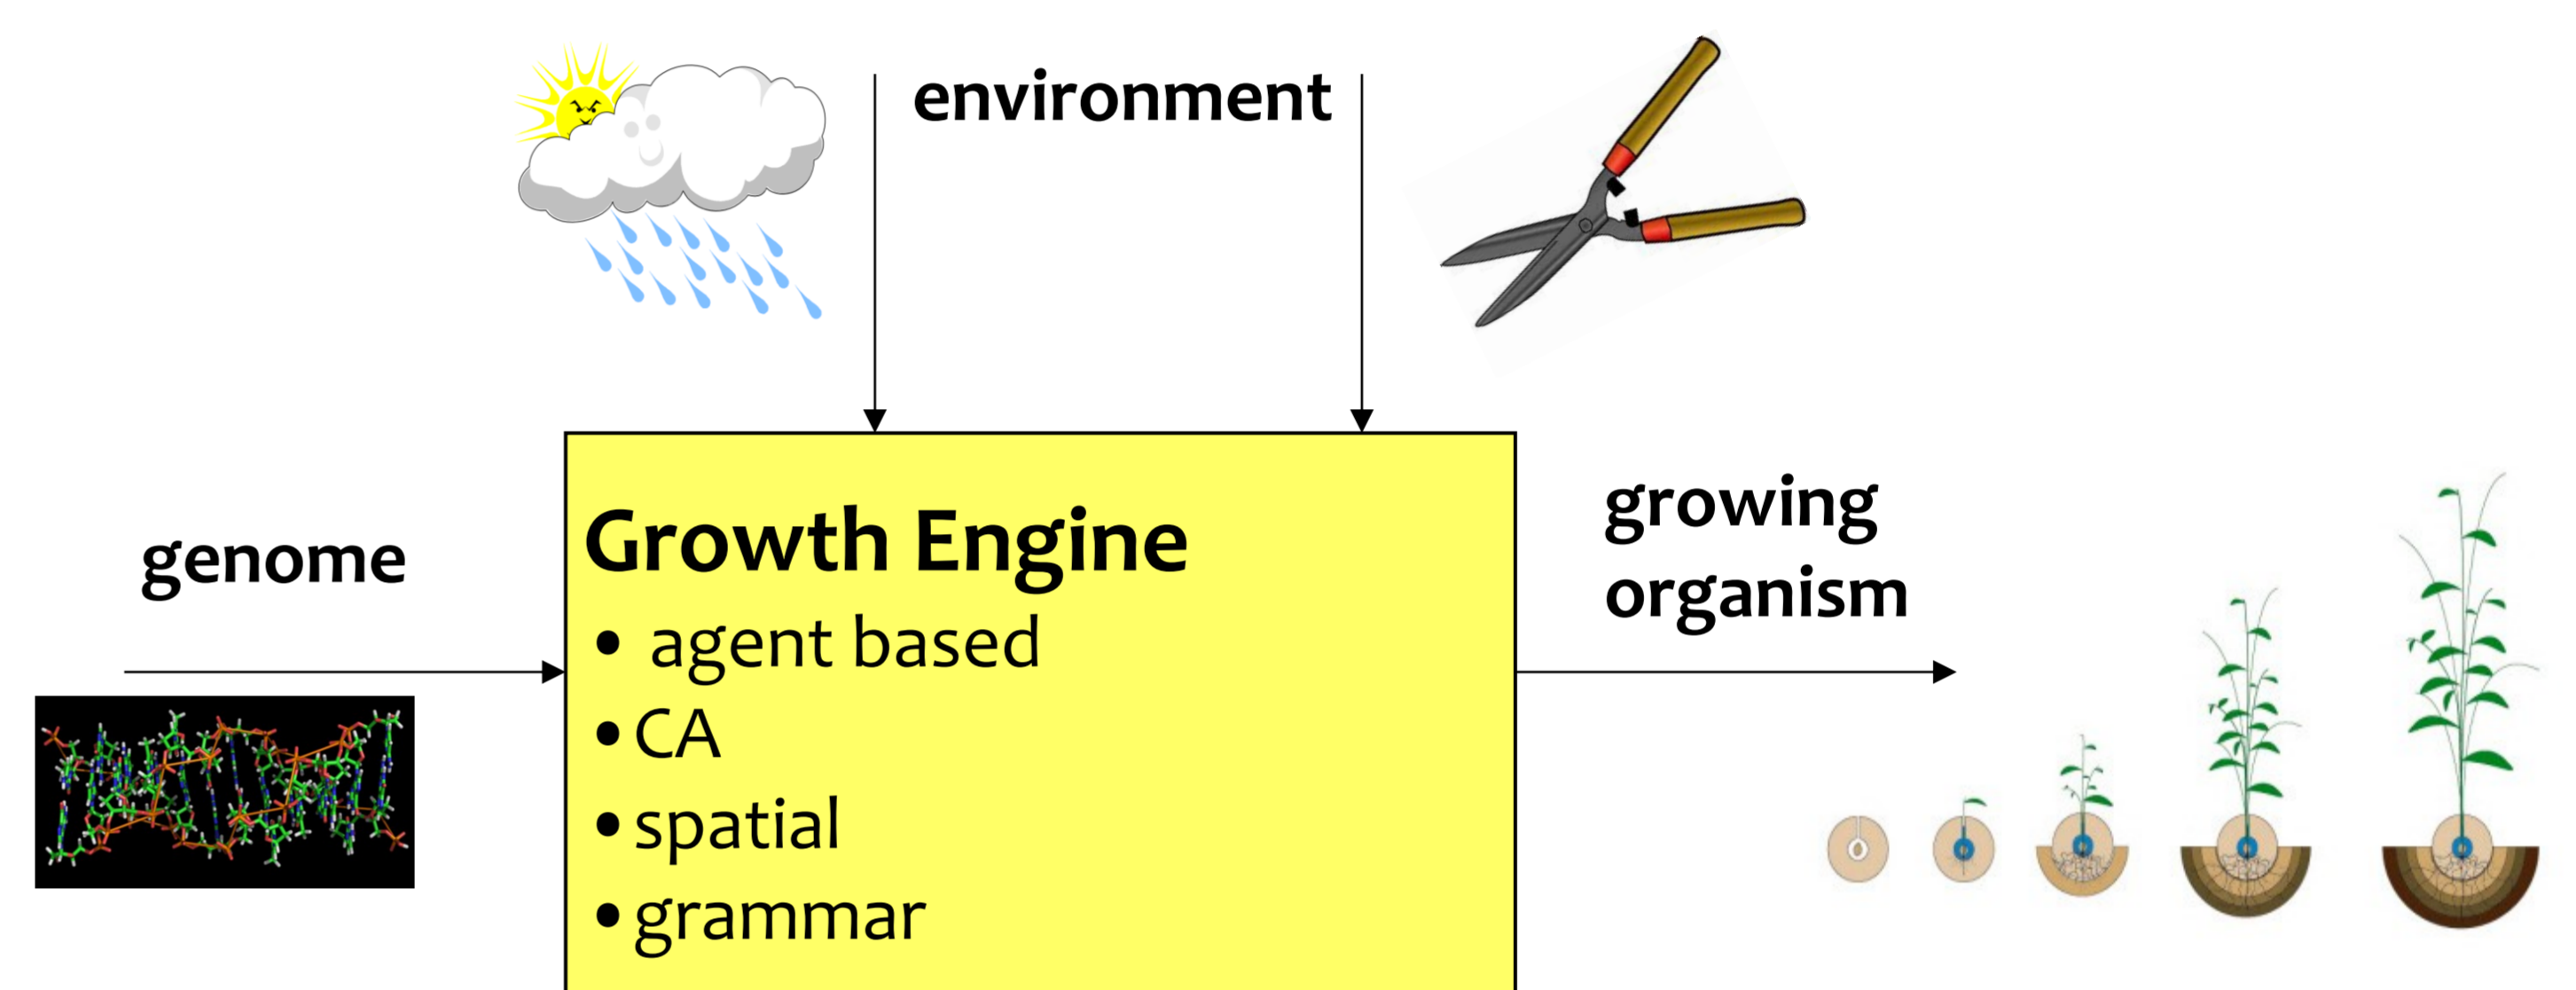 environment
genome
growing
organism
Growth Engine
• agent based
• CA
• spatial
• grammar